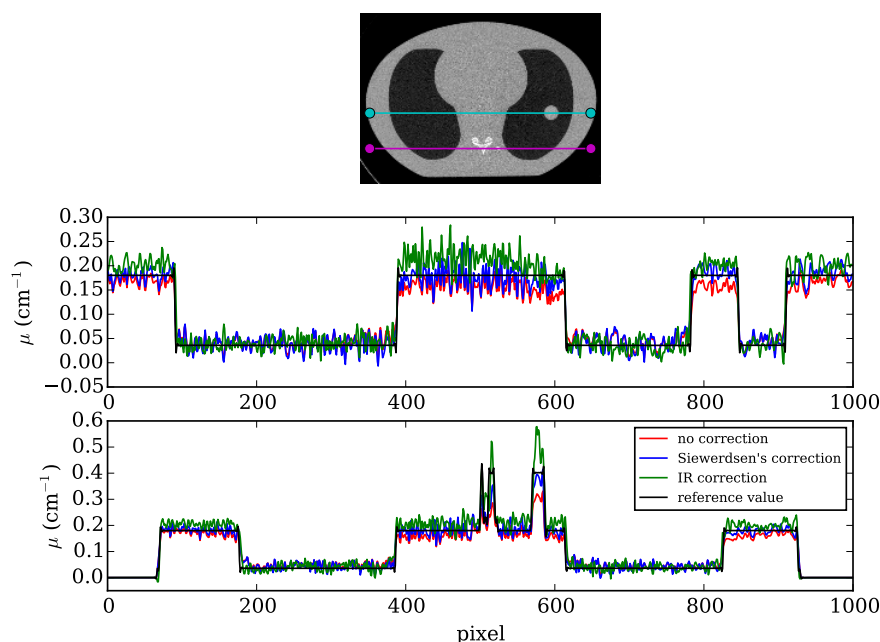 0.30
0.25
0.20
0.15
0.10
0.05
0.00
−0.05
μ (cm⁻¹)
0 200 400 600 800 1000
0.6
0.5
0.4
0.3
0.2
0.1
0.0
μ (cm⁻¹)
no correction
Siewerdsen's correction
IR correction
reference value
0 200 400 600 800 1000
pixel